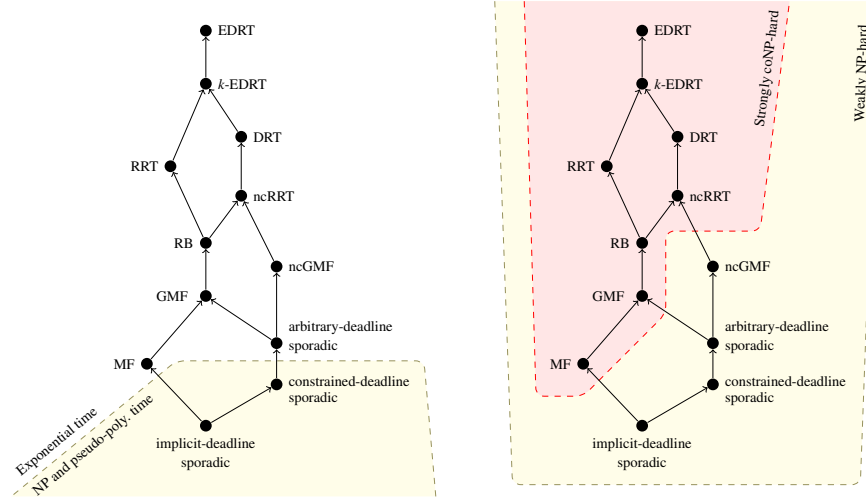 EDRT
k-EDRT
DRT
RRT
ncRRT
RB
ncGMF
GMF
arbitrary-deadline
sporadic
MF
constrained-deadline
sporadic
implicit-deadline
sporadic
Exponential time
NP and pseudo-poly. time
EDRT
k-EDRT
DRT
RRT
ncRRT
RB
ncGMF
GMF
arbitrary-deadline
sporadic
MF
constrained-deadline
sporadic
implicit-deadline
sporadic
Strongly coNP-hard
Weakly NP-hard